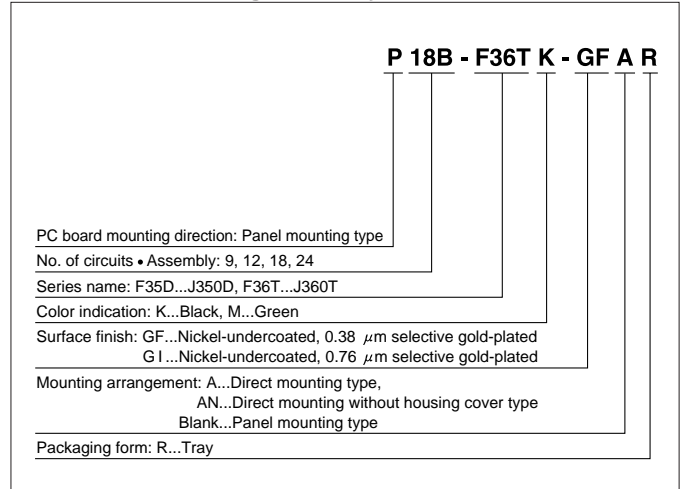 P 18B - F36T K - GF A R
PC board mounting direction: Panel mounting type
No. of circuits • Assembly: 9, 12, 18, 24
Series name: F35D...J350D, F36T...J360T
Color indication: K...Black, M...Green
Surface finish: GF...Nickel-undercoated, 0.38 μm selective gold-plated
G I ...Nickel-undercoated, 0.76 μm selective gold-plated
Mounting arrangement: A...Direct mounting type,
AN...Direct mounting without housing cover type
Blank...Panel mounting type
Packaging form: R...Tray